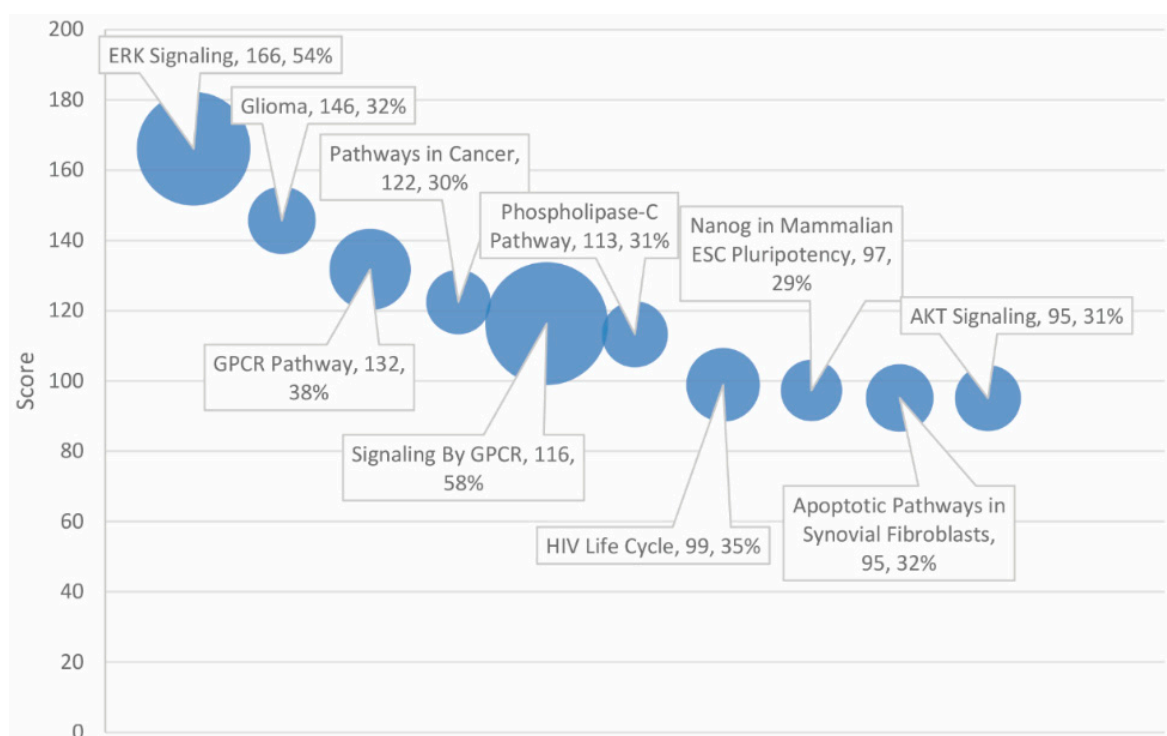 200
180
160
140
120
100
80
60
40
20
0
Score
ERK Signaling, 166, 54%
Glioma, 146, 32%
Pathways in Cancer,
122, 30%
Phospholipase-C
Pathway, 113, 31%
Nanog in Mammalian
ESC Pluripotency, 97,
29%
AKT Signaling, 95, 31%
GPCR Pathway, 132,
38%
Signaling By GPCR, 116,
58%
HIV Life Cycle, 99, 35%
Apoptotic Pathways in
Synovial Fibroblasts,
95, 32%